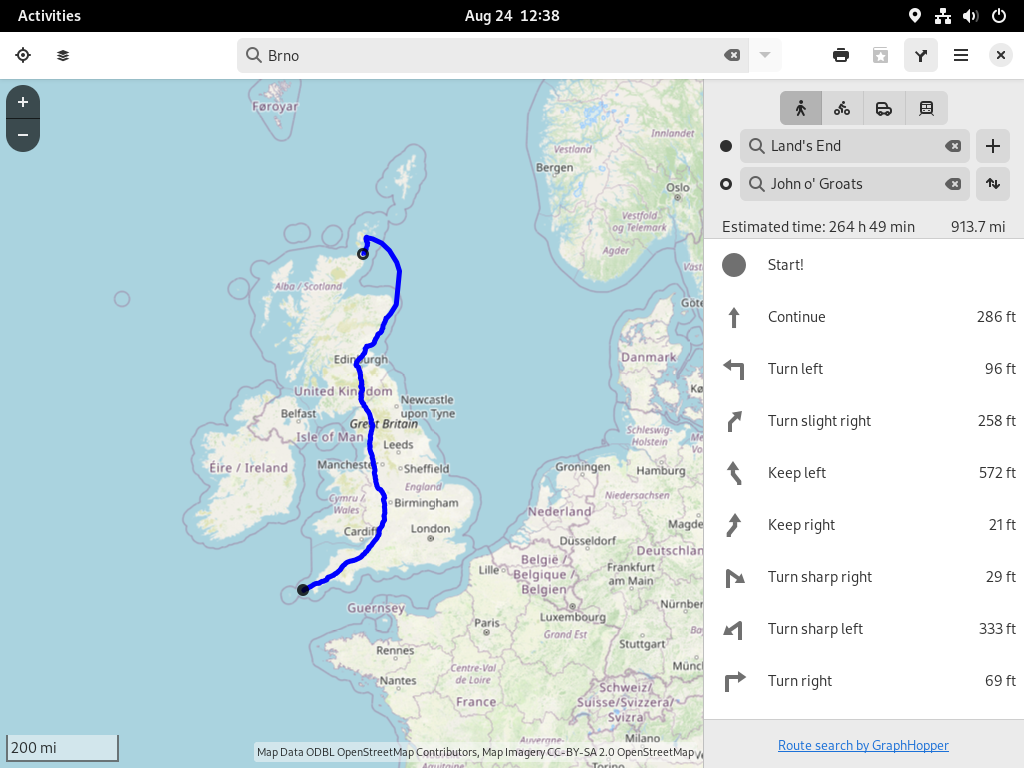 Activities
Aug 24 12:38
Brno
Land's End
John o' Groats
Estimated time: 264 h 49 min 913.7 mi
Start!
Continue 286 ft
Turn left 96 ft
Turn slight right 258 ft
Keep left 572 ft
Keep right 21 ft
Turn sharp right 29 ft
Turn sharp left 333 ft
Turn right 69 ft
Route search by GraphHopper
+
−
Føroyar
Innlandet
Vestland
Bergen
Oslo
Vestfold
og Telemark
Agder
Alba / Scotland
Edinburgh
United Kingdom
Belfast
Newcastle
upon Tyne
Great Britain
Isle of Man
Leeds
Éire / Ireland
Manchester
Sheffield
England
Cymru /
Wales
Birmingham
Cardiff
London
Danmark
Schleswig-
Holstein
Groningen
Hamburg
Niedersachsen
Nederland
Magde
Düsseldorf
Deutschlan
België /
Belgique /
Belgien
Lille
Frankfurt
am Main
Guernsey
Luxembourg
Nürnber
Paris
Grand Est
Stuttgart
Rennes
Münc
Centre-Val
de Loire
Nantes
France
Schweiz/
Suisse/Svizzera/
Svizra
Milano
200 mi
Map Data ODBL OpenStreetMap Contributors, Map Imagery CC-BY-SA 2.0 OpenStreetMap